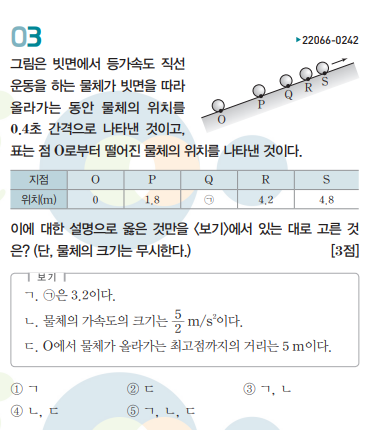 03
▶22066-0242
그림은 빗면에서 등가속도 직선
운동을 하는 물체가 빗면을 따라
올라가는 동안 물체의 위치를
0.4초 간격으로 나타낸 것이고,
표는 점 O로부터 떨어진 물체의 위치를 나타낸 것이다.
O P Q R S
지점 O P Q R S
위치(m) 0 1.8 ㉠ 4.2 4.8
이에 대한 설명으로 옳은 것만을 <보기>에서 있는 대로 고른 것
은? (단, 물체의 크기는 무시한다.) [3점]
보기
ㄱ. ㉠은 3.2이다.
ㄴ. 물체의 가속도의 크기는 5/2 m/s²이다.
ㄷ. O에서 물체가 올라가는 최고점까지의 거리는 5 m이다.
① ㄱ ② ㄷ ③ ㄱ, ㄴ
④ ㄴ, ㄷ ⑤ ㄱ, ㄴ, ㄷ